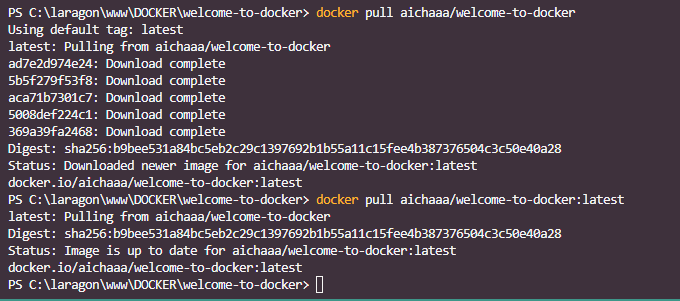 PS C:\laragon\www\DOCKER\welcome-to-docker> docker pull aichaaa/welcome-to-docker
Using default tag: latest
latest: Pulling from aichaaa/welcome-to-docker
ad7e2d974e24: Download complete
5b5f279f53f8: Download complete
aca71b7301c7: Download complete
5008def224c1: Download complete
369a39fa2468: Download complete
Digest: sha256:b9bee531a84bc5eb2c29c1397692b1b55a11c15fee4b387376504c3c50e40a28
Status: Downloaded newer image for aichaaa/welcome-to-docker:latest
docker.io/aichaaa/welcome-to-docker:latest
PS C:\laragon\www\DOCKER\welcome-to-docker> docker pull aichaaa/welcome-to-docker:latest
latest: Pulling from aichaaa/welcome-to-docker
Digest: sha256:b9bee531a84bc5eb2c29c1397692b1b55a11c15fee4b387376504c3c50e40a28
Status: Image is up to date for aichaaa/welcome-to-docker:latest
docker.io/aichaaa/welcome-to-docker:latest
PS C:\laragon\www\DOCKER\welcome-to-docker>